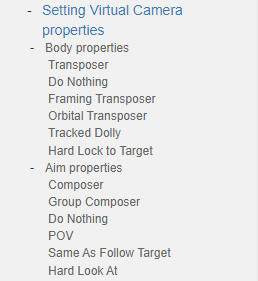 - Setting Virtual Camera
properties
- Body properties
Transposer
Do Nothing
Framing Transposer
Orbital Transposer
Tracked Dolly
Hard Lock to Target
- Aim properties
Composer
Group Composer
Do Nothing
POV
Same As Follow Target
Hard Look At